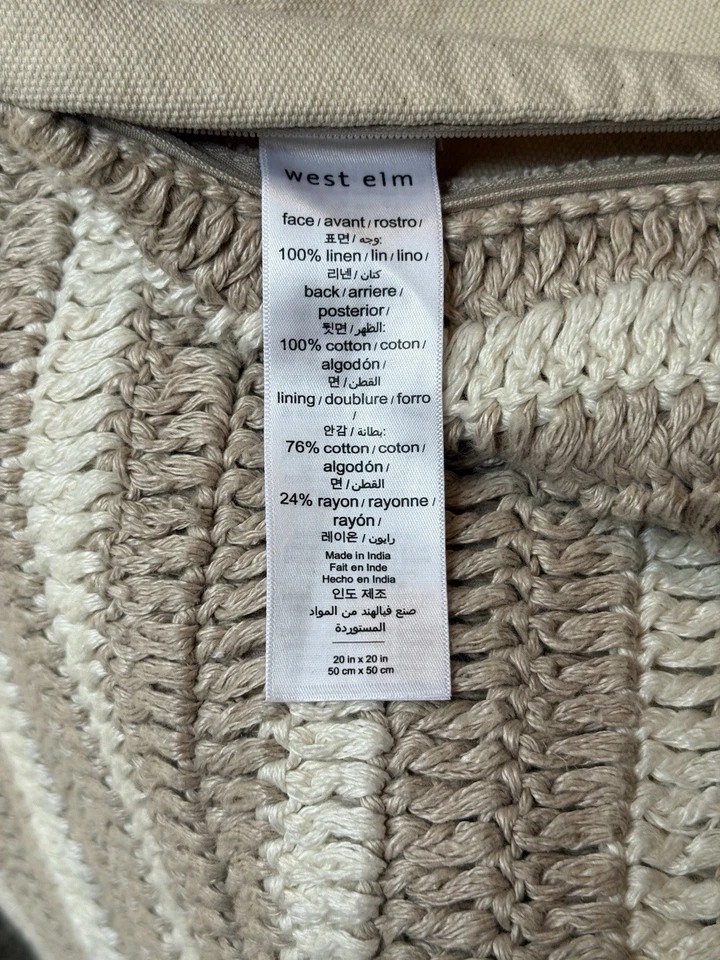 west elm
face / avant / rostro /
표면 / وجه:
100% linen / lin / lino /
리넨 / كتان
back / arriere /
posterior /
뒷면 / الظهر:
100% cotton / coton /
algodón /
면 / القطن
lining / doublure / forro
/
안감 / بطانة:
76% cotton / coton /
algodón /
면 / القطن
24% rayon / rayonne /
rayón /
레이온 / رايون
Made in India
Fait en Inde
Hecho en India
인도 제조
صنع فيالهند من المواد
المستوردة
20 in x 20 in
50 cm x 50 cm